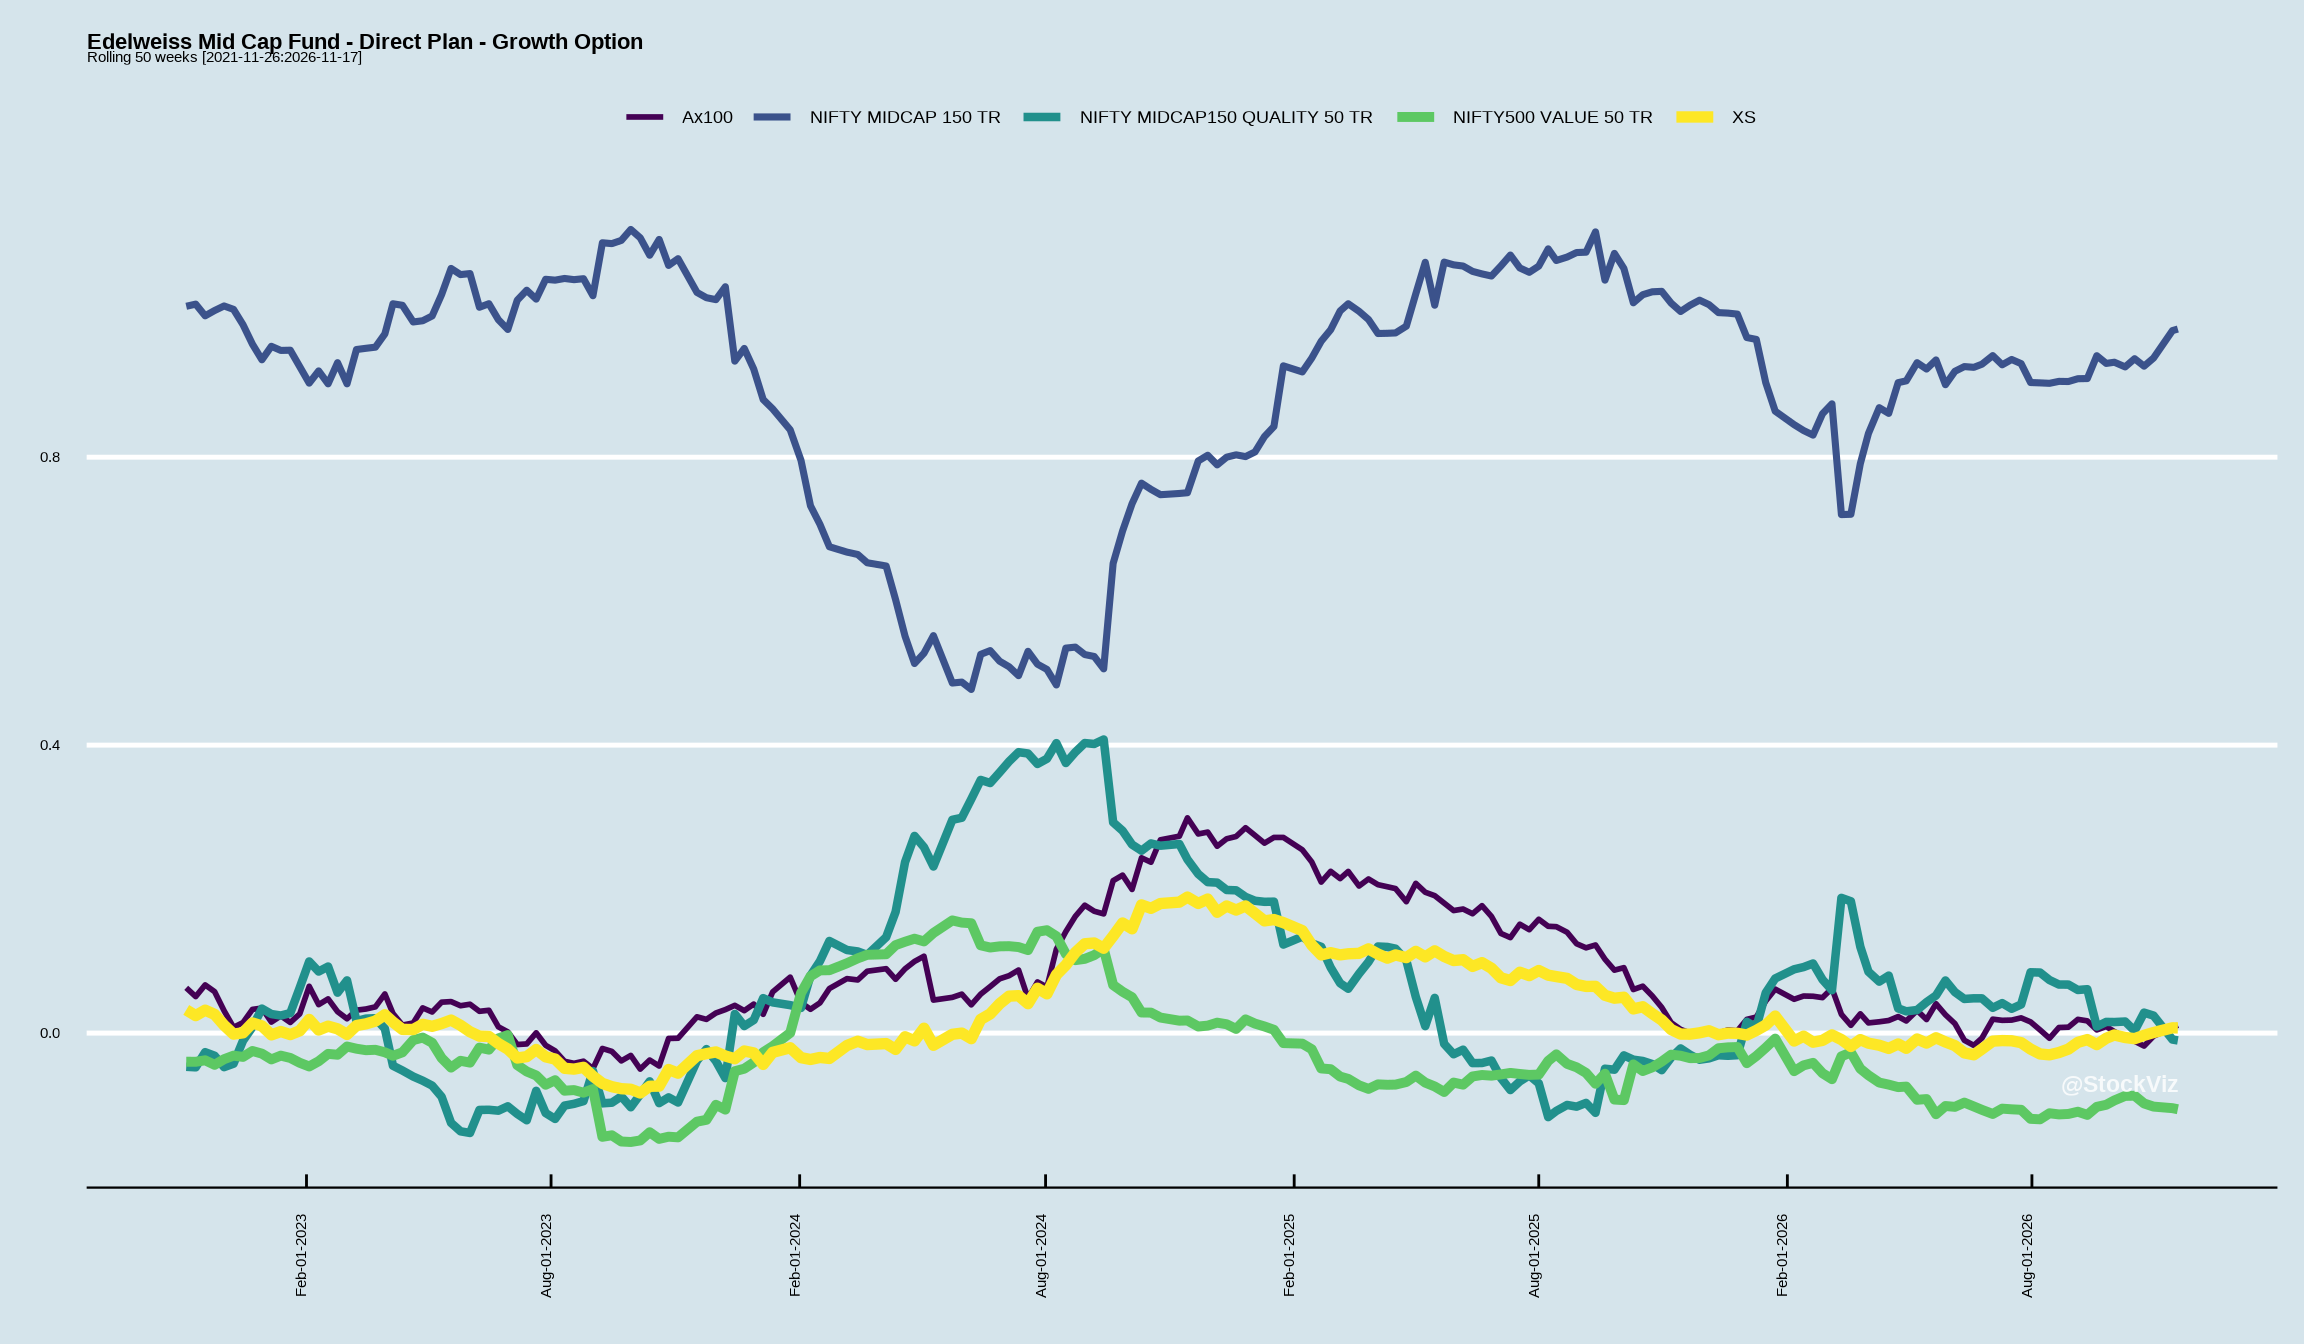 Edelweiss Mid Cap Fund - Direct Plan - Growth Option
Rolling 50 weeks [2021-11-26:2026-11-17]
Ax100 NIFTY MIDCAP 150 TR NIFTY MIDCAP150 QUALITY 50 TR NIFTY500 VALUE 50 TR XS
0.8
0.4
0.0
@StockViz
Feb-01-2023 Aug-01-2023 Feb-01-2024 Aug-01-2024 Feb-01-2025 Aug-01-2025 Feb-01-2026 Aug-01-2026